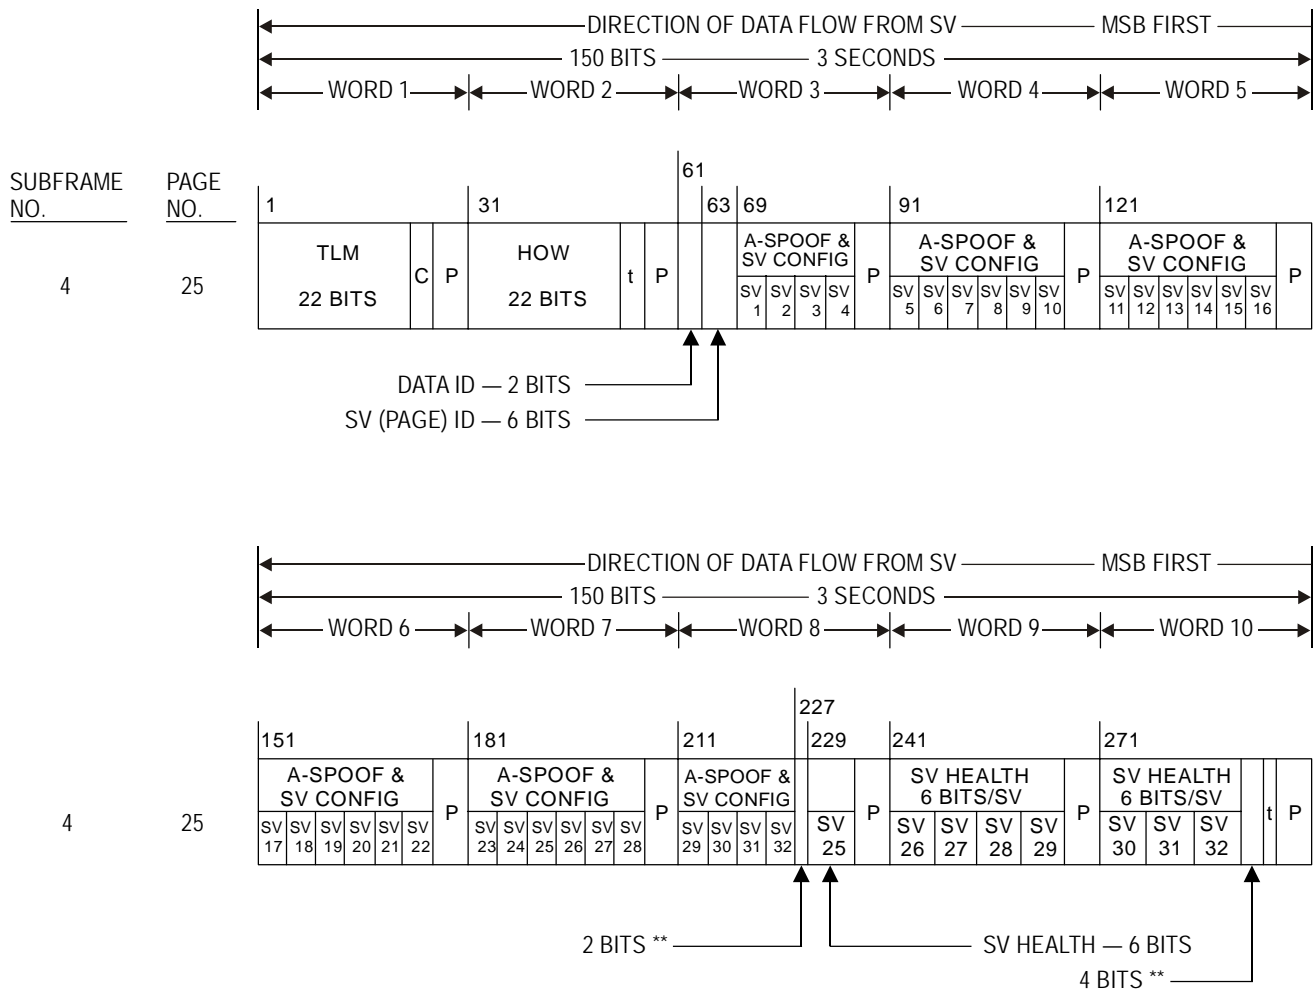 DIRECTION OF DATA FLOW FROM SV MSB FIRST
150 BITS 3 SECONDS
WORD 1 WORD 2 WORD 3 WORD 4 WORD 5
SUBFRAME NO.
PAGE NO.
61
1 31 63 69 91 121
4 25
TLM 22 BITS C P
HOW 22 BITS t P
A-SPOOF & SV CONFIG
SV 1 SV 2 SV 3 SV 4 P
A-SPOOF & SV CONFIG
SV 5 SV 6 SV 7 SV 8 SV 9 SV 10 P
A-SPOOF & SV CONFIG
SV 11 SV 12 SV 13 SV 14 SV 15 SV 16 P
DATA ID — 2 BITS
SV (PAGE) ID — 6 BITS
DIRECTION OF DATA FLOW FROM SV MSB FIRST
150 BITS 3 SECONDS
WORD 6 WORD 7 WORD 8 WORD 9 WORD 10
227
151 181 211 229 241 271
4 25
A-SPOOF & SV CONFIG
SV 17 SV 18 SV 19 SV 20 SV 21 SV 22 P
A-SPOOF & SV CONFIG
SV 23 SV 24 SV 25 SV 26 SV 27 SV 28 P
A-SPOOF & SV CONFIG
SV 29 SV 30 SV 31 SV 32
SV 25 P
SV HEALTH 6 BITS/SV
SV 26 SV 27 SV 28 SV 29 P
SV HEALTH 6 BITS/SV
SV 30 SV 31 SV 32 t P
2 BITS **
SV HEALTH — 6 BITS
4 BITS **